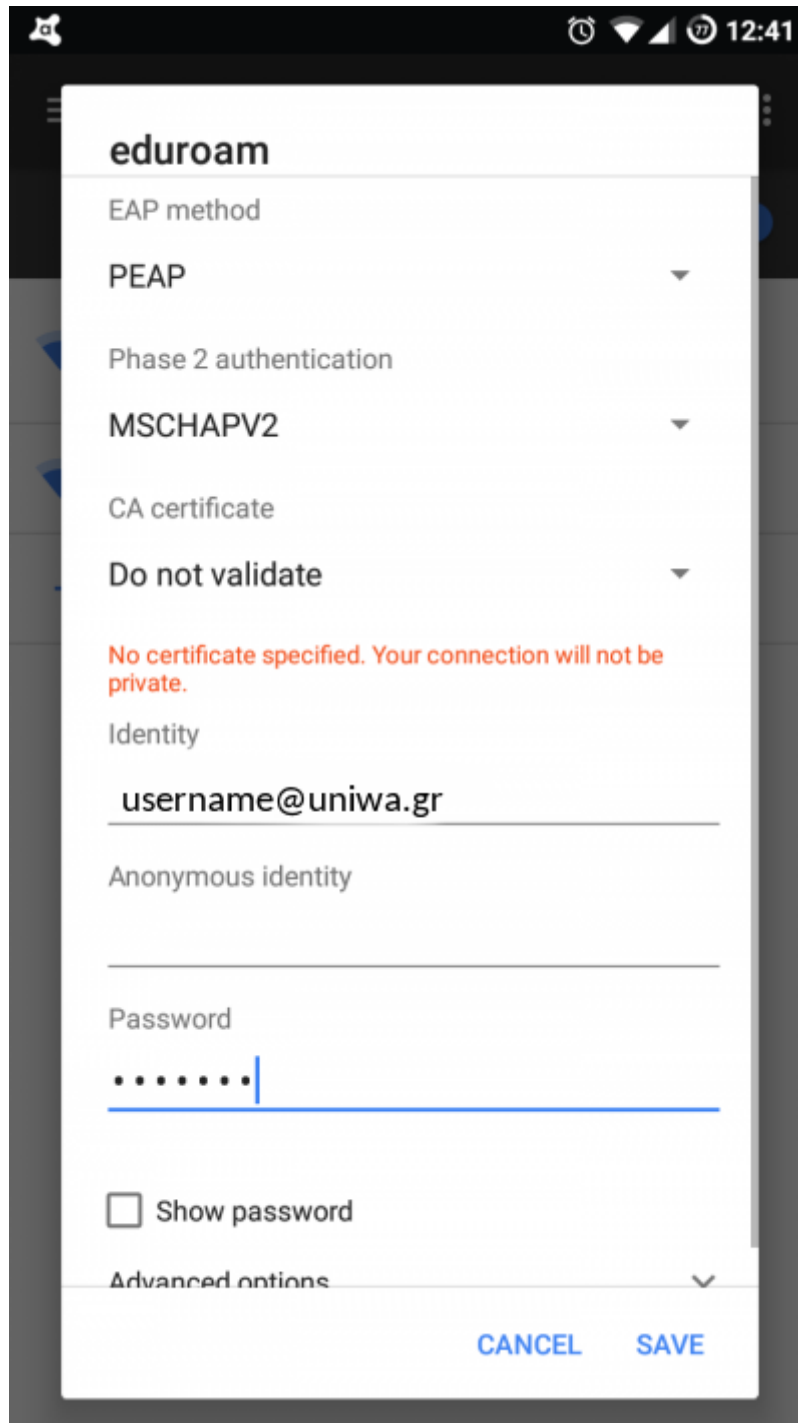 77 12:41
eduroam
EAP method
PEAP
Phase 2 authentication
MSCHAPV2
CA certificate
Do not validate
No certificate specified. Your connection will not be
private.
Identity
username@uniwa.gr
Anonymous identity
Password
•••••••
Show password
Advanced options
CANCEL SAVE